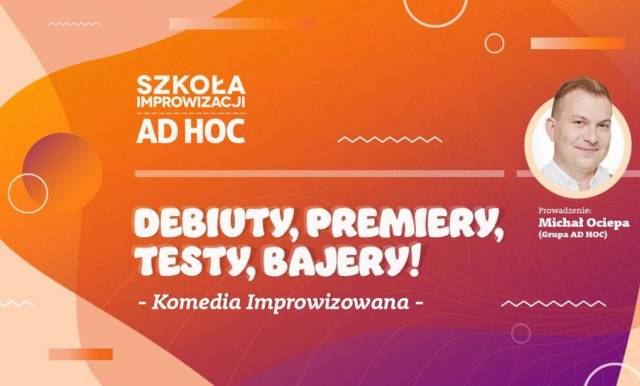 SZKOŁA
IMPROWIZACJI
AD HOC
DEBIUTY, PREMIERY,
TESTY, BAJERY!
- Komedia Improwizowana -
Prowadzenie:
Michał Ociepa
(Grupa AD HOC)